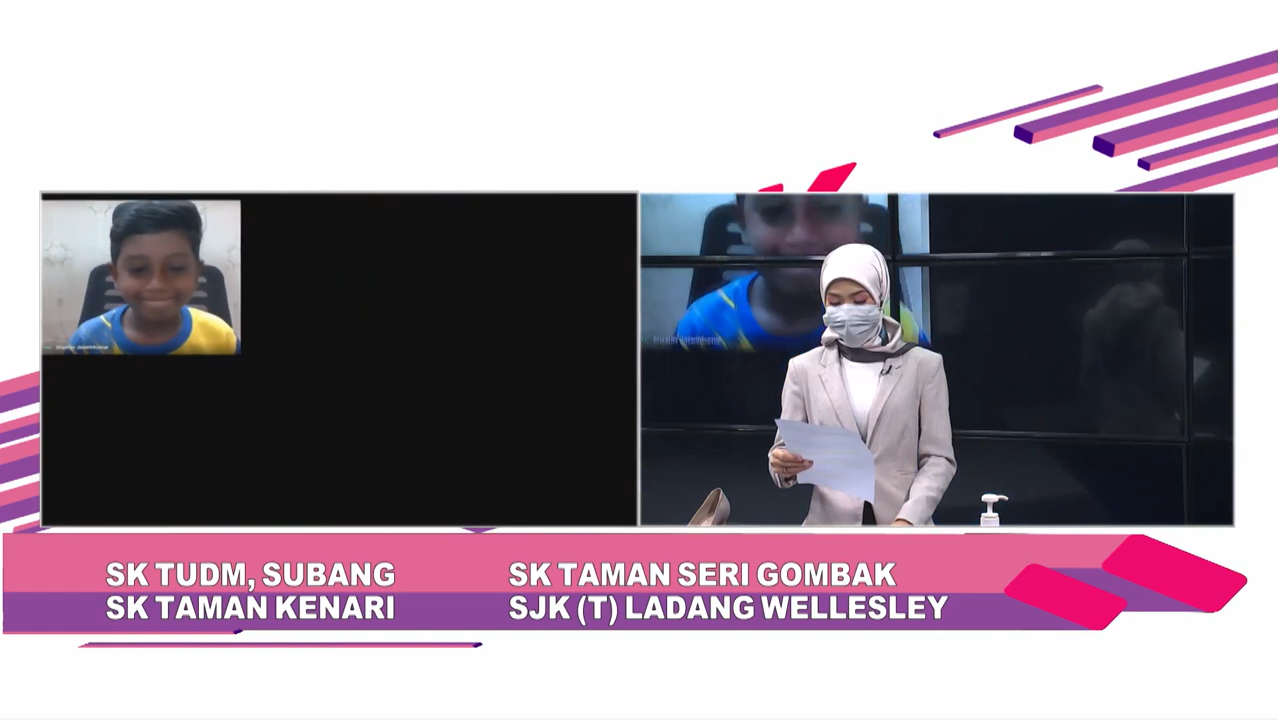 SK TUDM, SUBANG
SK TAMAN KENARI
SK TAMAN SERI GOMBAK
SJK (T) LADANG WELLESLEY